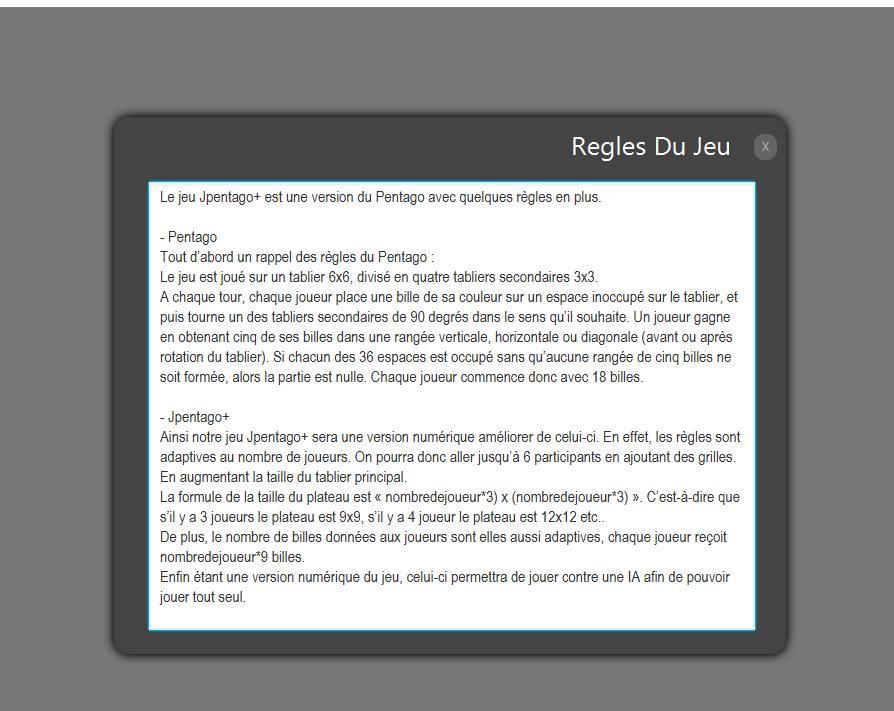 Regles Du Jeu
X
Le jeu Jpentago+ est une version du Pentago avec quelques règles en plus.
- Pentago
Tout d'abord un rappel des règles du Pentago :
Le jeu est joué sur un tablier 6x6, divisé en quatre tabliers secondaires 3x3.
A chaque tour, chaque joueur place une bille de sa couleur sur un espace inoccupé sur le tablier, et
puis tourne un des tabliers secondaires de 90 degrés dans le sens qu'il souhaite. Un joueur gagne
en obtenant cinq de ses billes dans une rangée verticale, horizontale ou diagonale (avant ou après
rotation du tablier). Si chacun des 36 espaces est occupé sans qu'aucune rangée de cinq billes ne
soit formée, alors la partie est nulle. Chaque joueur commence donc avec 18 billes.
- Jpentago+
Ainsi notre jeu Jpentago+ sera une version numérique améliorer de celui-ci. En effet, les règles sont
adaptives au nombre de joueurs. On pourra donc aller jusqu'à 6 participants en ajoutant des grilles.
En augmentant la taille du tablier principal.
La formule de la taille du plateau est « nombredejoueur*3) x (nombredejoueur*3) ». C'est-à-dire que
s'il y a 3 joueurs le plateau est 9x9, s'il y a 4 joueur le plateau est 12x12 etc..
De plus, le nombre de billes données aux joueurs sont elles aussi adaptives, chaque joueur reçoit
nombredejoueur*9 billes.
Enfin étant une version numérique du jeu, celui-ci permettra de jouer contre une IA afin de pouvoir
jouer tout seul.